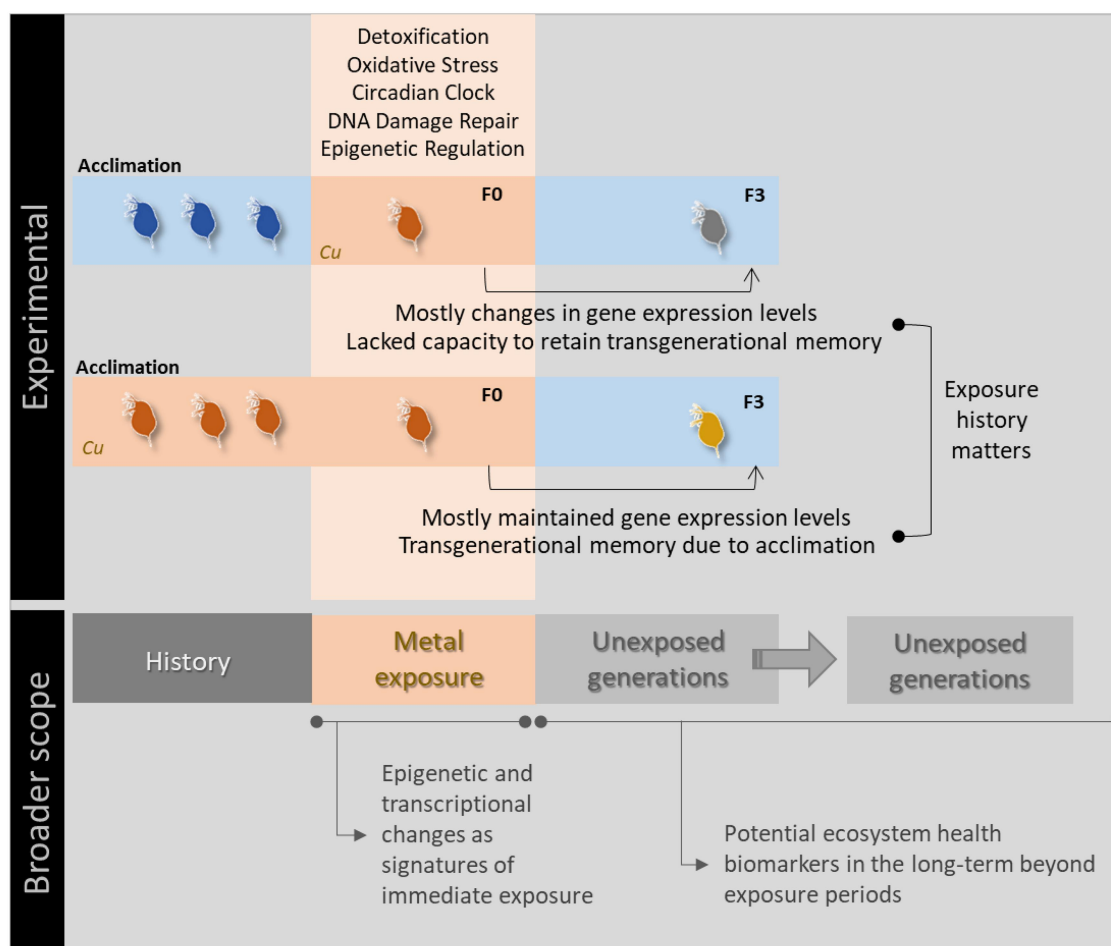 Experimental
Detoxification
Oxidative Stress
Circadian Clock
DNA Damage Repair
Epigenetic Regulation
Acclimation
F0
F3
Cu
Mostly changes in gene expression levels
Lacked capacity to retain transgenerational memory
Acclimation
F0
F3
Cu
Mostly maintained gene expression levels
Transgenerational memory due to acclimation
Exposure
history
matters
Broader scope
History
Metal
exposure
Unexposed
generations
Unexposed
generations
Epigenetic and
transcriptional
changes as
signatures of
immediate exposure
Potential ecosystem health
biomarkers in the long-term beyond
exposure periods